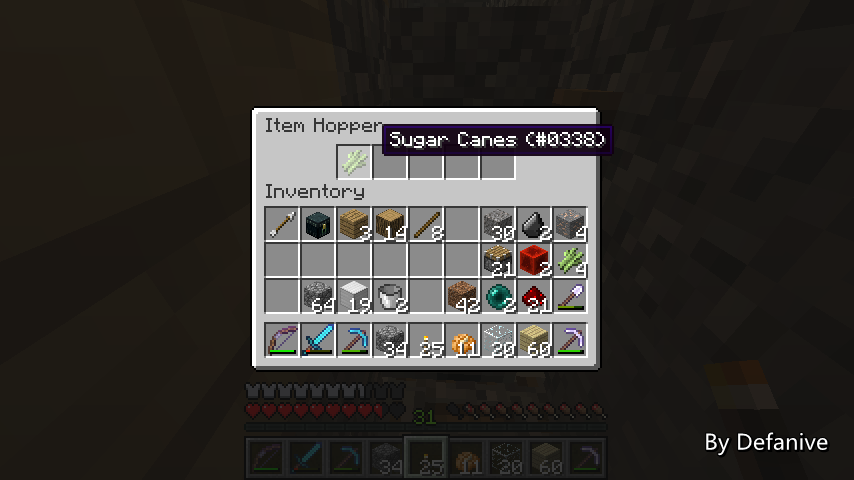 Item Hopper
Sugar Canes (#0338)
Inventory
3 14 8 30 2 4
21 2 4
64 19 2 42 2 31
34 25 11 20 60
31
34 25 11 20 60
By Defanive